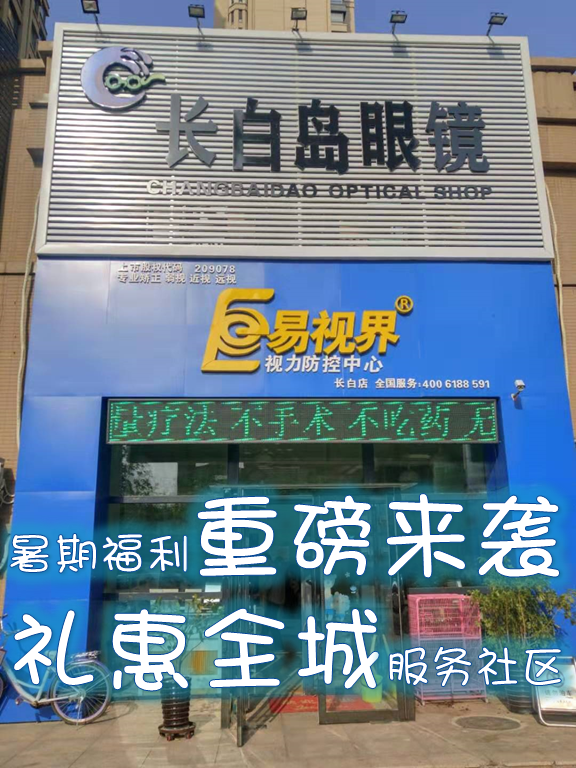 长白岛眼镜
CHANGBAIDAO OPTICAL SHOP
上市股权代码 209078
专业矫正 弱视 近视 远视
易视界®
视力防控中心
长白店 全国服务:400 6188 591
量疗法 不手术 不吃药 无
暑期福利重磅来袭
礼惠全城服务社区